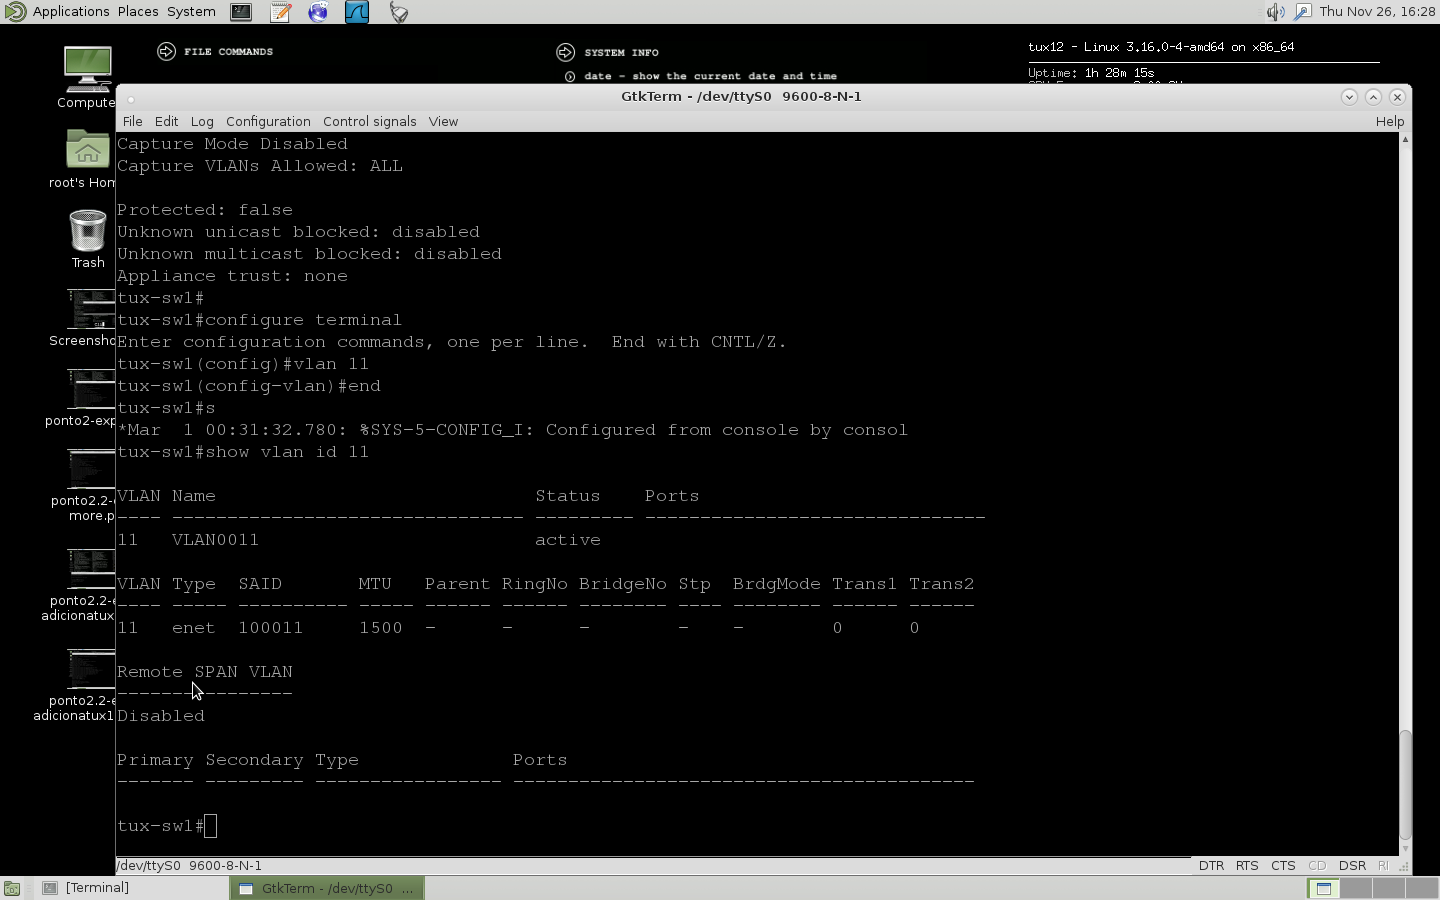 Applications Places System
Thu Nov 26, 16:28
FILE COMMANDS
SYSTEM INFO
date - show the current date and time
tux12 - Linux 3.16.0-4-amd64 on x86_64
Uptime: 1h 28m 15s
Compute
root's Hom
Trash
Screensho
ponto2-exp
ponto2.2-
more.p
ponto2.2-e
adicionatux
ponto2.2-e
adicionatux1
GtkTerm - /dev/ttyS0 9600-8-N-1
File Edit Log Configuration Control signals View Help
Capture Mode Disabled
Capture VLANs Allowed: ALL
Protected: false
Unknown unicast blocked: disabled
Unknown multicast blocked: disabled
Appliance trust: none
tux-sw1#
tux-sw1#configure terminal
Enter configuration commands, one per line.  End with CNTL/Z.
tux-sw1(config)#vlan 11
tux-sw1(config-vlan)#end
tux-sw1#s
*Mar  1 00:31:32.780: %SYS-5-CONFIG_I: Configured from console by consol
tux-sw1#show vlan id 11
VLAN Name                             Status    Ports
---- -------------------------------- --------- -------------------------------
11   VLAN0011                         active
VLAN Type  SAID       MTU   Parent RingNo BridgeNo Stp  BrdgMode Trans1 Trans2
---- ----- ---------- ----- ------ ------ -------- ---- -------- ------ ------
11   enet  100011     1500  -      -      -        -    -        0      0
Remote SPAN VLAN
----------------
Disabled
Primary Secondary Type              Ports
------- --------- ----------------- ------------------------------------------
tux-sw1#
/dev/ttyS0 9600-8-N-1
DTR RTS CTS CD DSR RI
[Terminal]
GtkTerm - /dev/ttyS0 ...